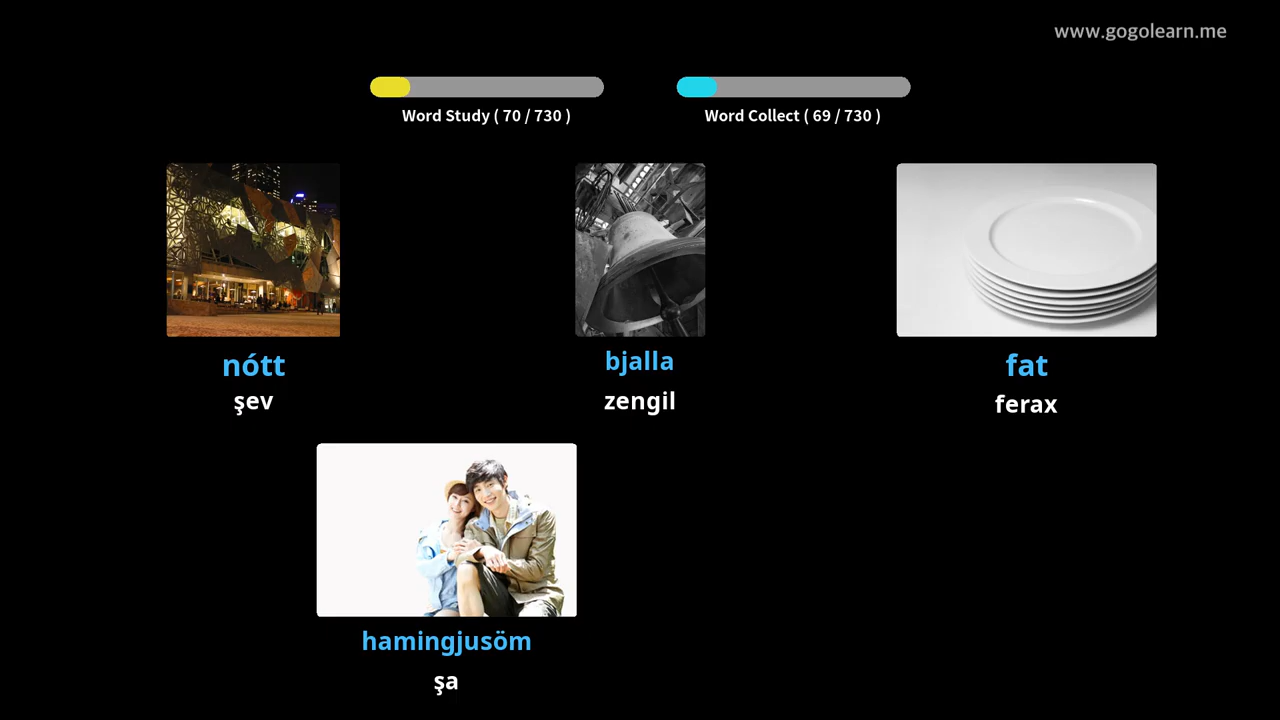 www.gogolearn.me
Word Study ( 70 / 730 )
Word Collect ( 69 / 730 )
nótt
şev
bjalla
zengil
fat
ferax
hamingjusöm
şa